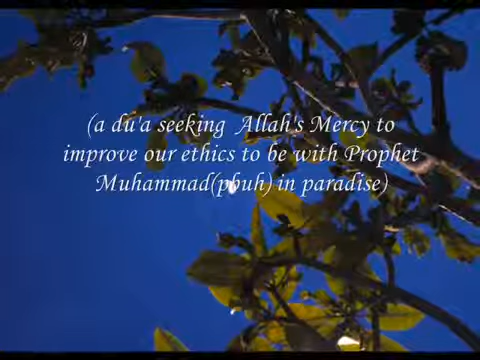 (a du'a seeking Allah's Mercy to
improve our ethics to be with Prophet
Muhammad(pbuh) in paradise)